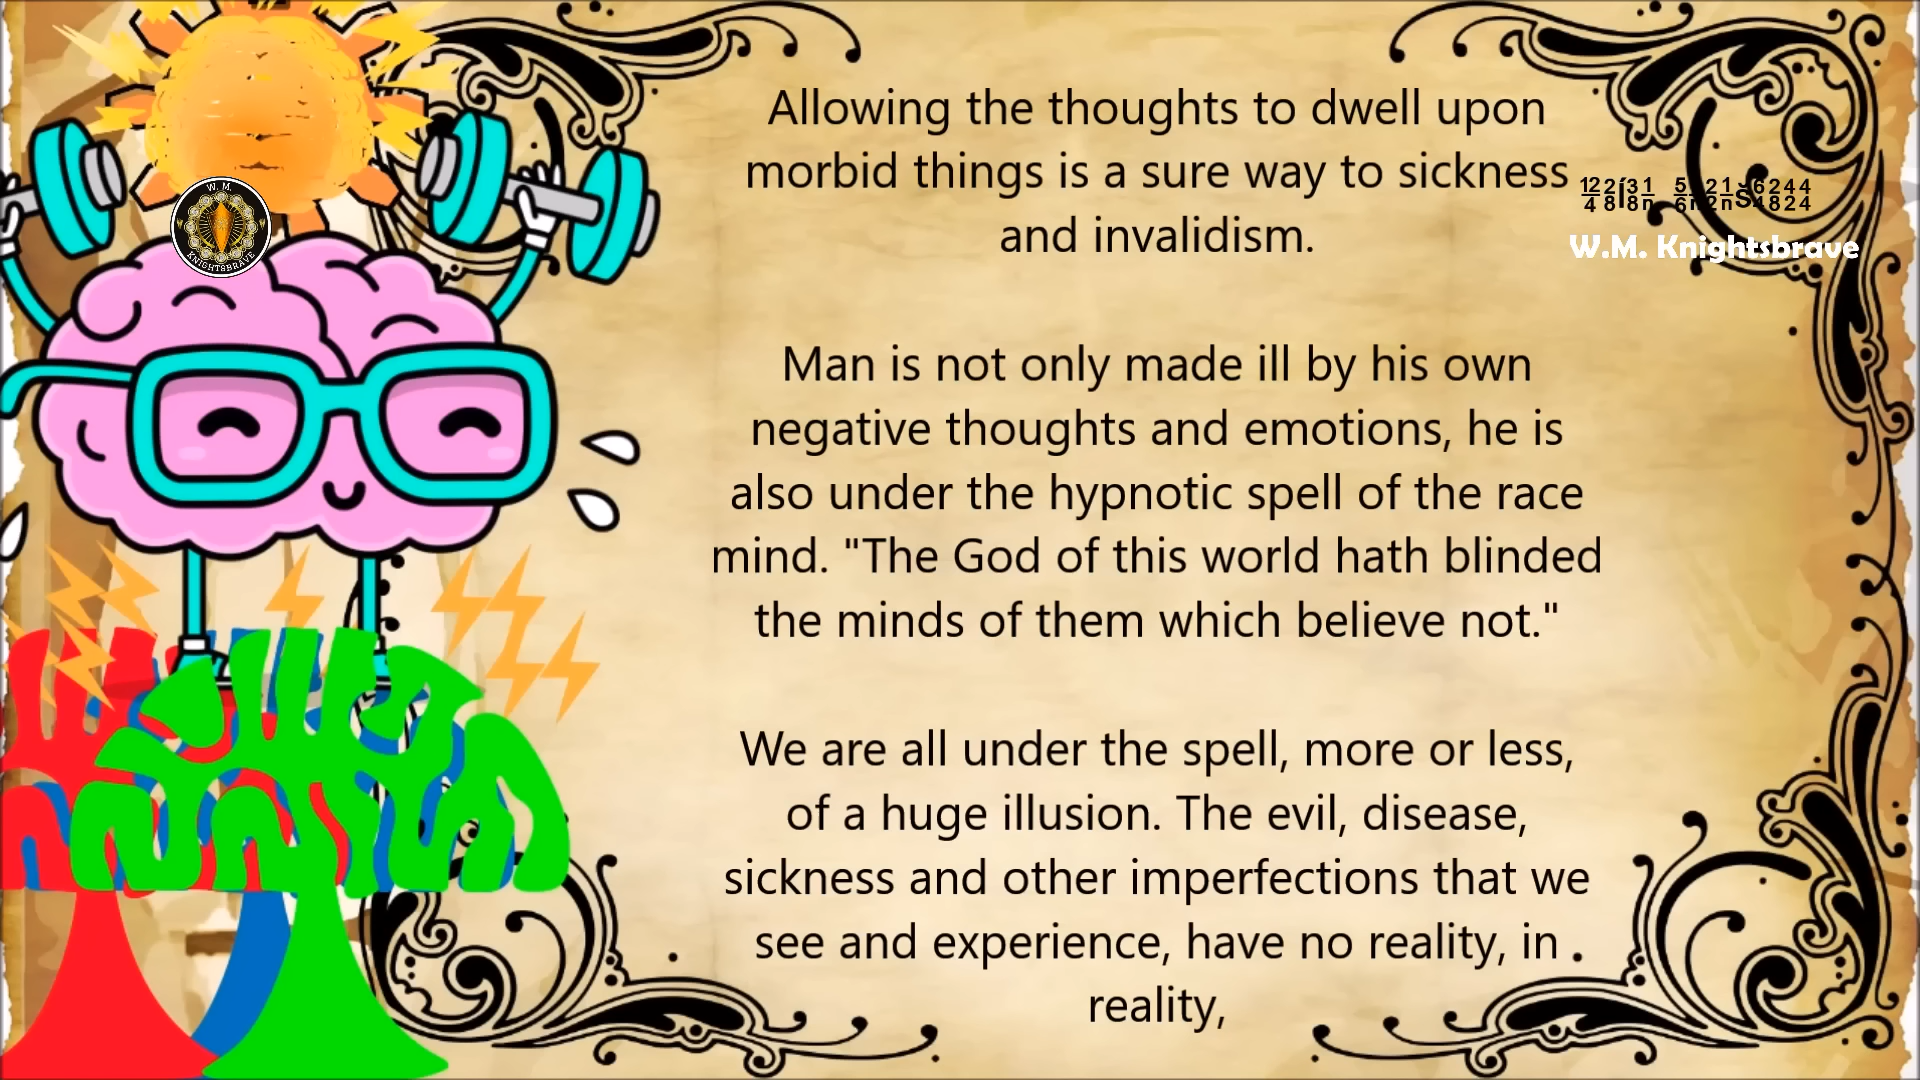 Allowing the thoughts to dwell upon
morbid things is a sure way to sickness
and invalidism.
Man is not only made ill by his own
negative thoughts and emotions, he is
also under the hypnotic spell of the race
mind. "The God of this world hath blinded
the minds of them which believe not."
We are all under the spell, more or less,
of a huge illusion. The evil, disease,
sickness and other imperfections that we
see and experience, have no reality, in
reality,
W.M. Knightsbrave
W. M.
KNIGHTSBRAVE